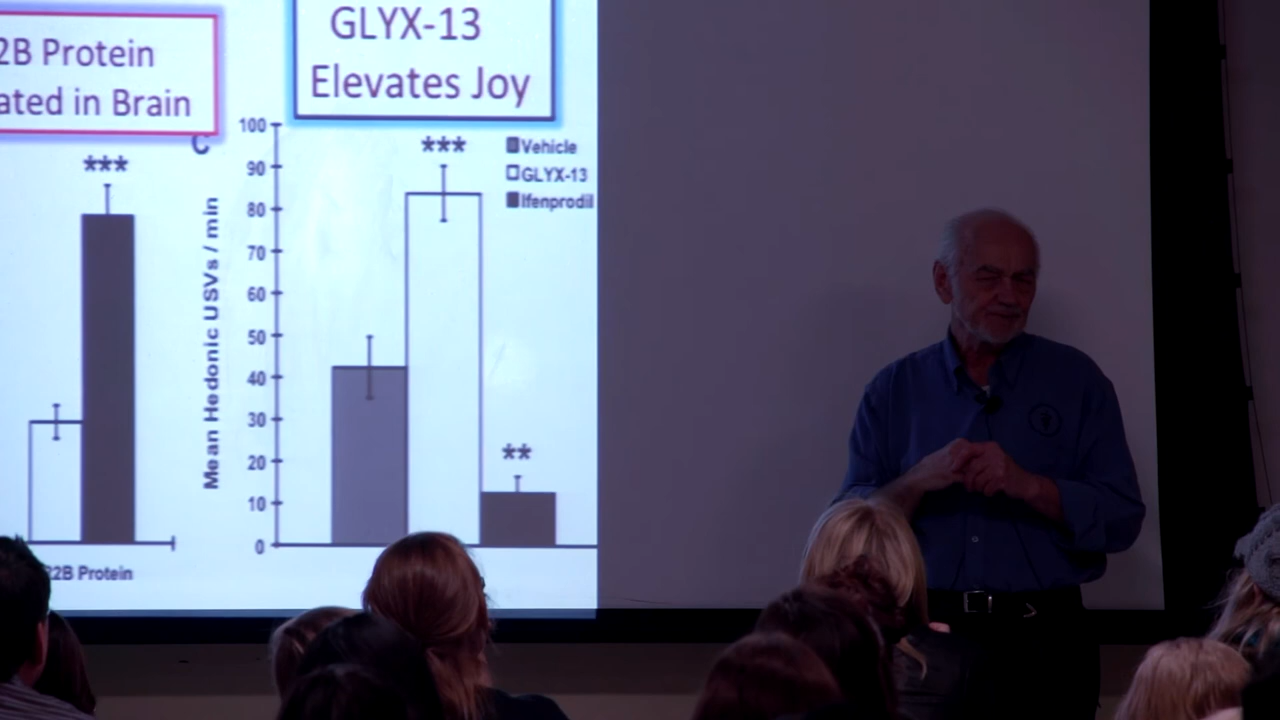 2B Protein
ated in Brain
***
2B Protein
GLYX-13
Elevates Joy
C
Mean Hedonic USVs / min
100
90
80
70
60
50
40
30
20
10
0
***
**
Vehicle
GLYX-13
Ifenprodil